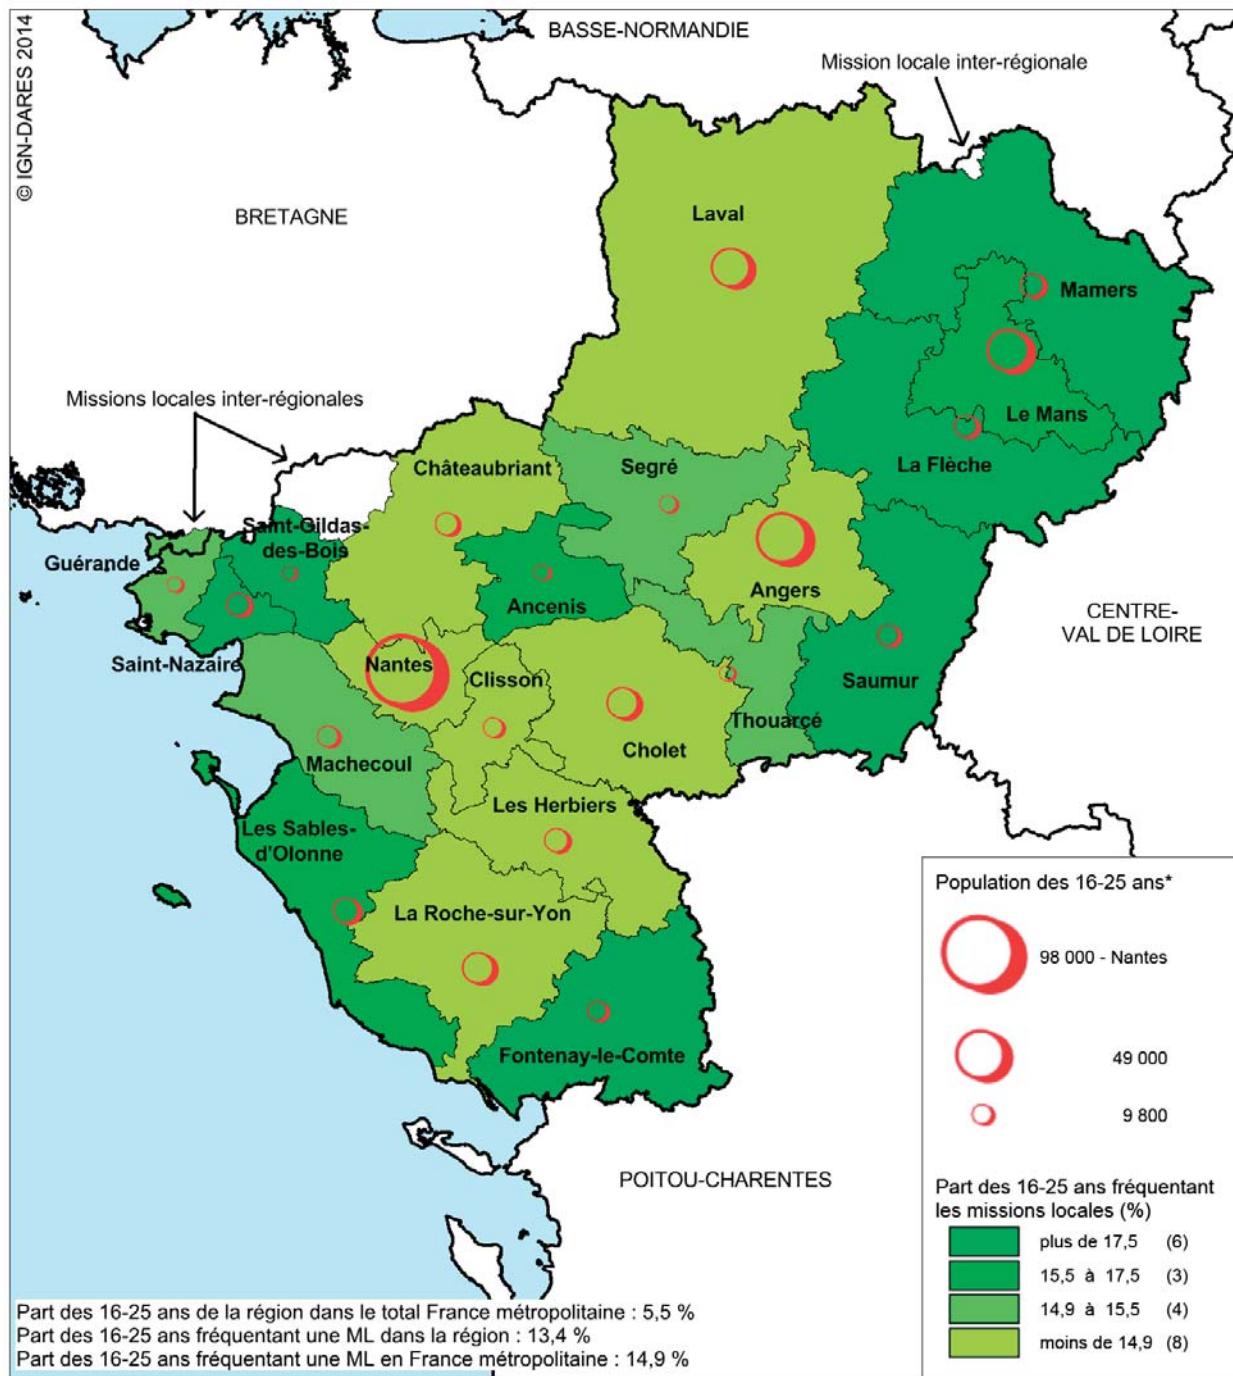 © IGN-DARES 2014
BASSE-NORMANDIE
Mission locale inter-régionale
BRETAGNE
Laval
Mamers
Missions locales inter-régionales
Le Mans
Châteaubriant
Segré
La Flèche
Saint-Gildas-
des-Bois
Guérande
Angers
Ancenis
CENTRE-
VAL DE LOIRE
Saint-Nazaire
Nantes
Clisson
Saumur
Thouarcé
Cholet
Machecoul
Les Herbiers
Les Sables-
d'Olonne
La Roche-sur-Yon
Fontenay-le-Comte
POITOU-CHARENTES
Population des 16-25 ans*
98 000 - Nantes
49 000
9 800
Part des 16-25 ans fréquentant
les missions locales (%)
plus de 17,5 (6)
15,5 à 17,5 (3)
14,9 à 15,5 (4)
moins de 14,9 (8)
Part des 16-25 ans de la région dans le total France métropolitaine : 5,5 %
Part des 16-25 ans fréquentant une ML dans la région : 13,4 %
Part des 16-25 ans fréquentant une ML en France métropolitaine : 14,9 %